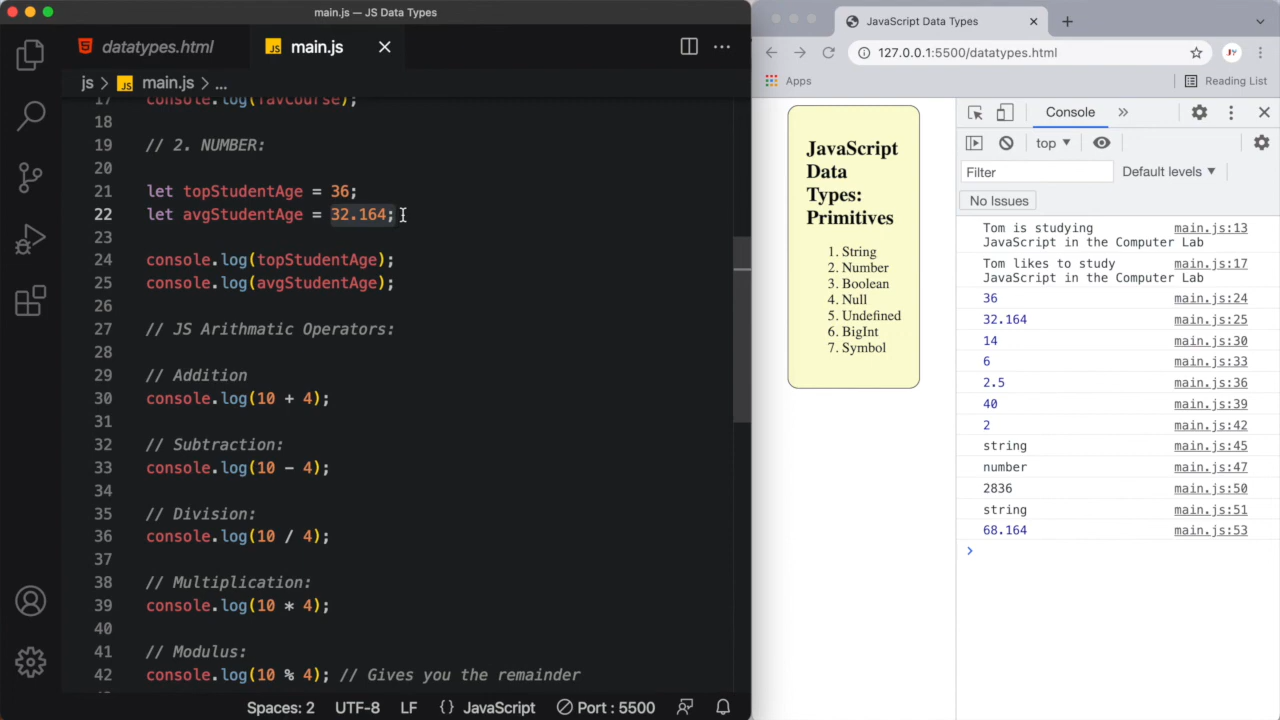 main.js — JS Data Types
datatypes.html
JS main.js
js > JS main.js > ...
17 console.log(favCourse);
18
19 // 2. NUMBER:
20
21 let topStudentAge = 36;
22 let avgStudentAge = 32.164;
23
24 console.log(topStudentAge);
25 console.log(avgStudentAge);
26
27 // JS Arithmatic Operators:
28
29 // Addition
30 console.log(10 + 4);
31
32 // Subtraction:
33 console.log(10 - 4);
34
35 // Division:
36 console.log(10 / 4);
37
38 // Multiplication:
39 console.log(10 * 4);
40
41 // Modulus:
42 console.log(10 % 4); // Gives you the remainder
Spaces: 2 UTF-8 LF {} JavaScript Port : 5500
JavaScript Data Types
127.0.0.1:5500/datatypes.html
JY
Apps
Reading List
JavaScript
Data
Types:
Primitives
1. String
2. Number
3. Boolean
4. Null
5. Undefined
6. BigInt
7. Symbol
Console
top
Filter
Default levels
No Issues
Tom is studying main.js:13
JavaScript in the Computer Lab
Tom likes to study main.js:17
JavaScript in the Computer Lab
36 main.js:24
32.164 main.js:25
14 main.js:30
6 main.js:33
2.5 main.js:36
40 main.js:39
2 main.js:42
string main.js:45
number main.js:47
2836 main.js:50
string main.js:51
68.164 main.js:53